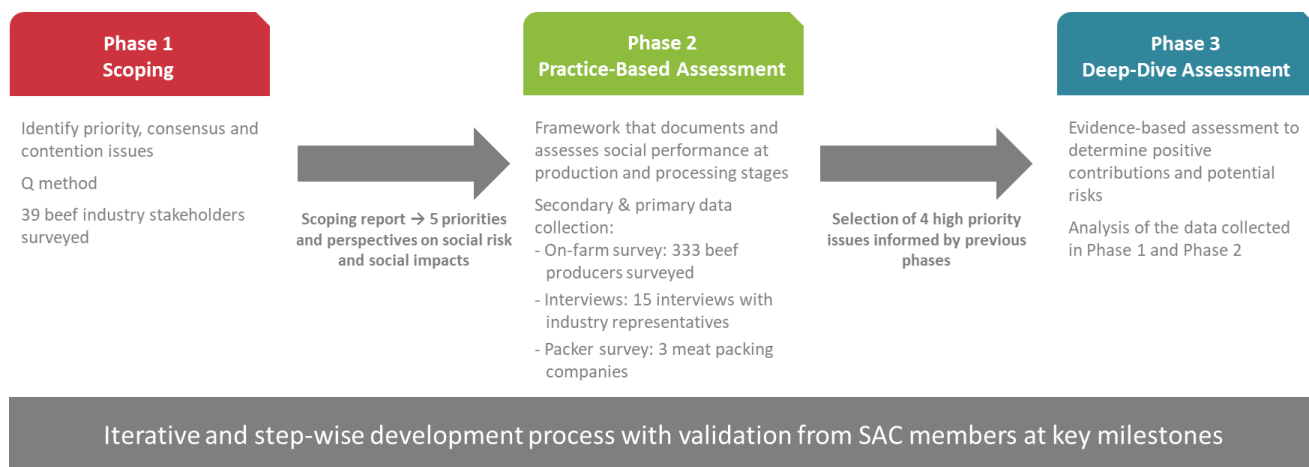 Phase 1
Scoping
Identify priority, consensus and
contention issues
Q method
39 beef industry stakeholders
surveyed
Scoping report → 5 priorities
and perspectives on social risk
and social impacts
Phase 2
Practice-Based Assessment
Framework that documents and
assesses social performance at
production and processing stages
Secondary & primary data
collection:
- On-farm survey: 333 beef
producers surveyed
- Interviews: 15 interviews with
industry representatives
- Packer survey: 3 meat packing
companies
Selection of 4 high priority
issues informed by previous
phases
Phase 3
Deep-Dive Assessment
Evidence-based assessment to
determine positive
contributions and potential
risks
Analysis of the data collected
in Phase 1 and Phase 2
Iterative and step-wise development process with validation from SAC members at key milestones